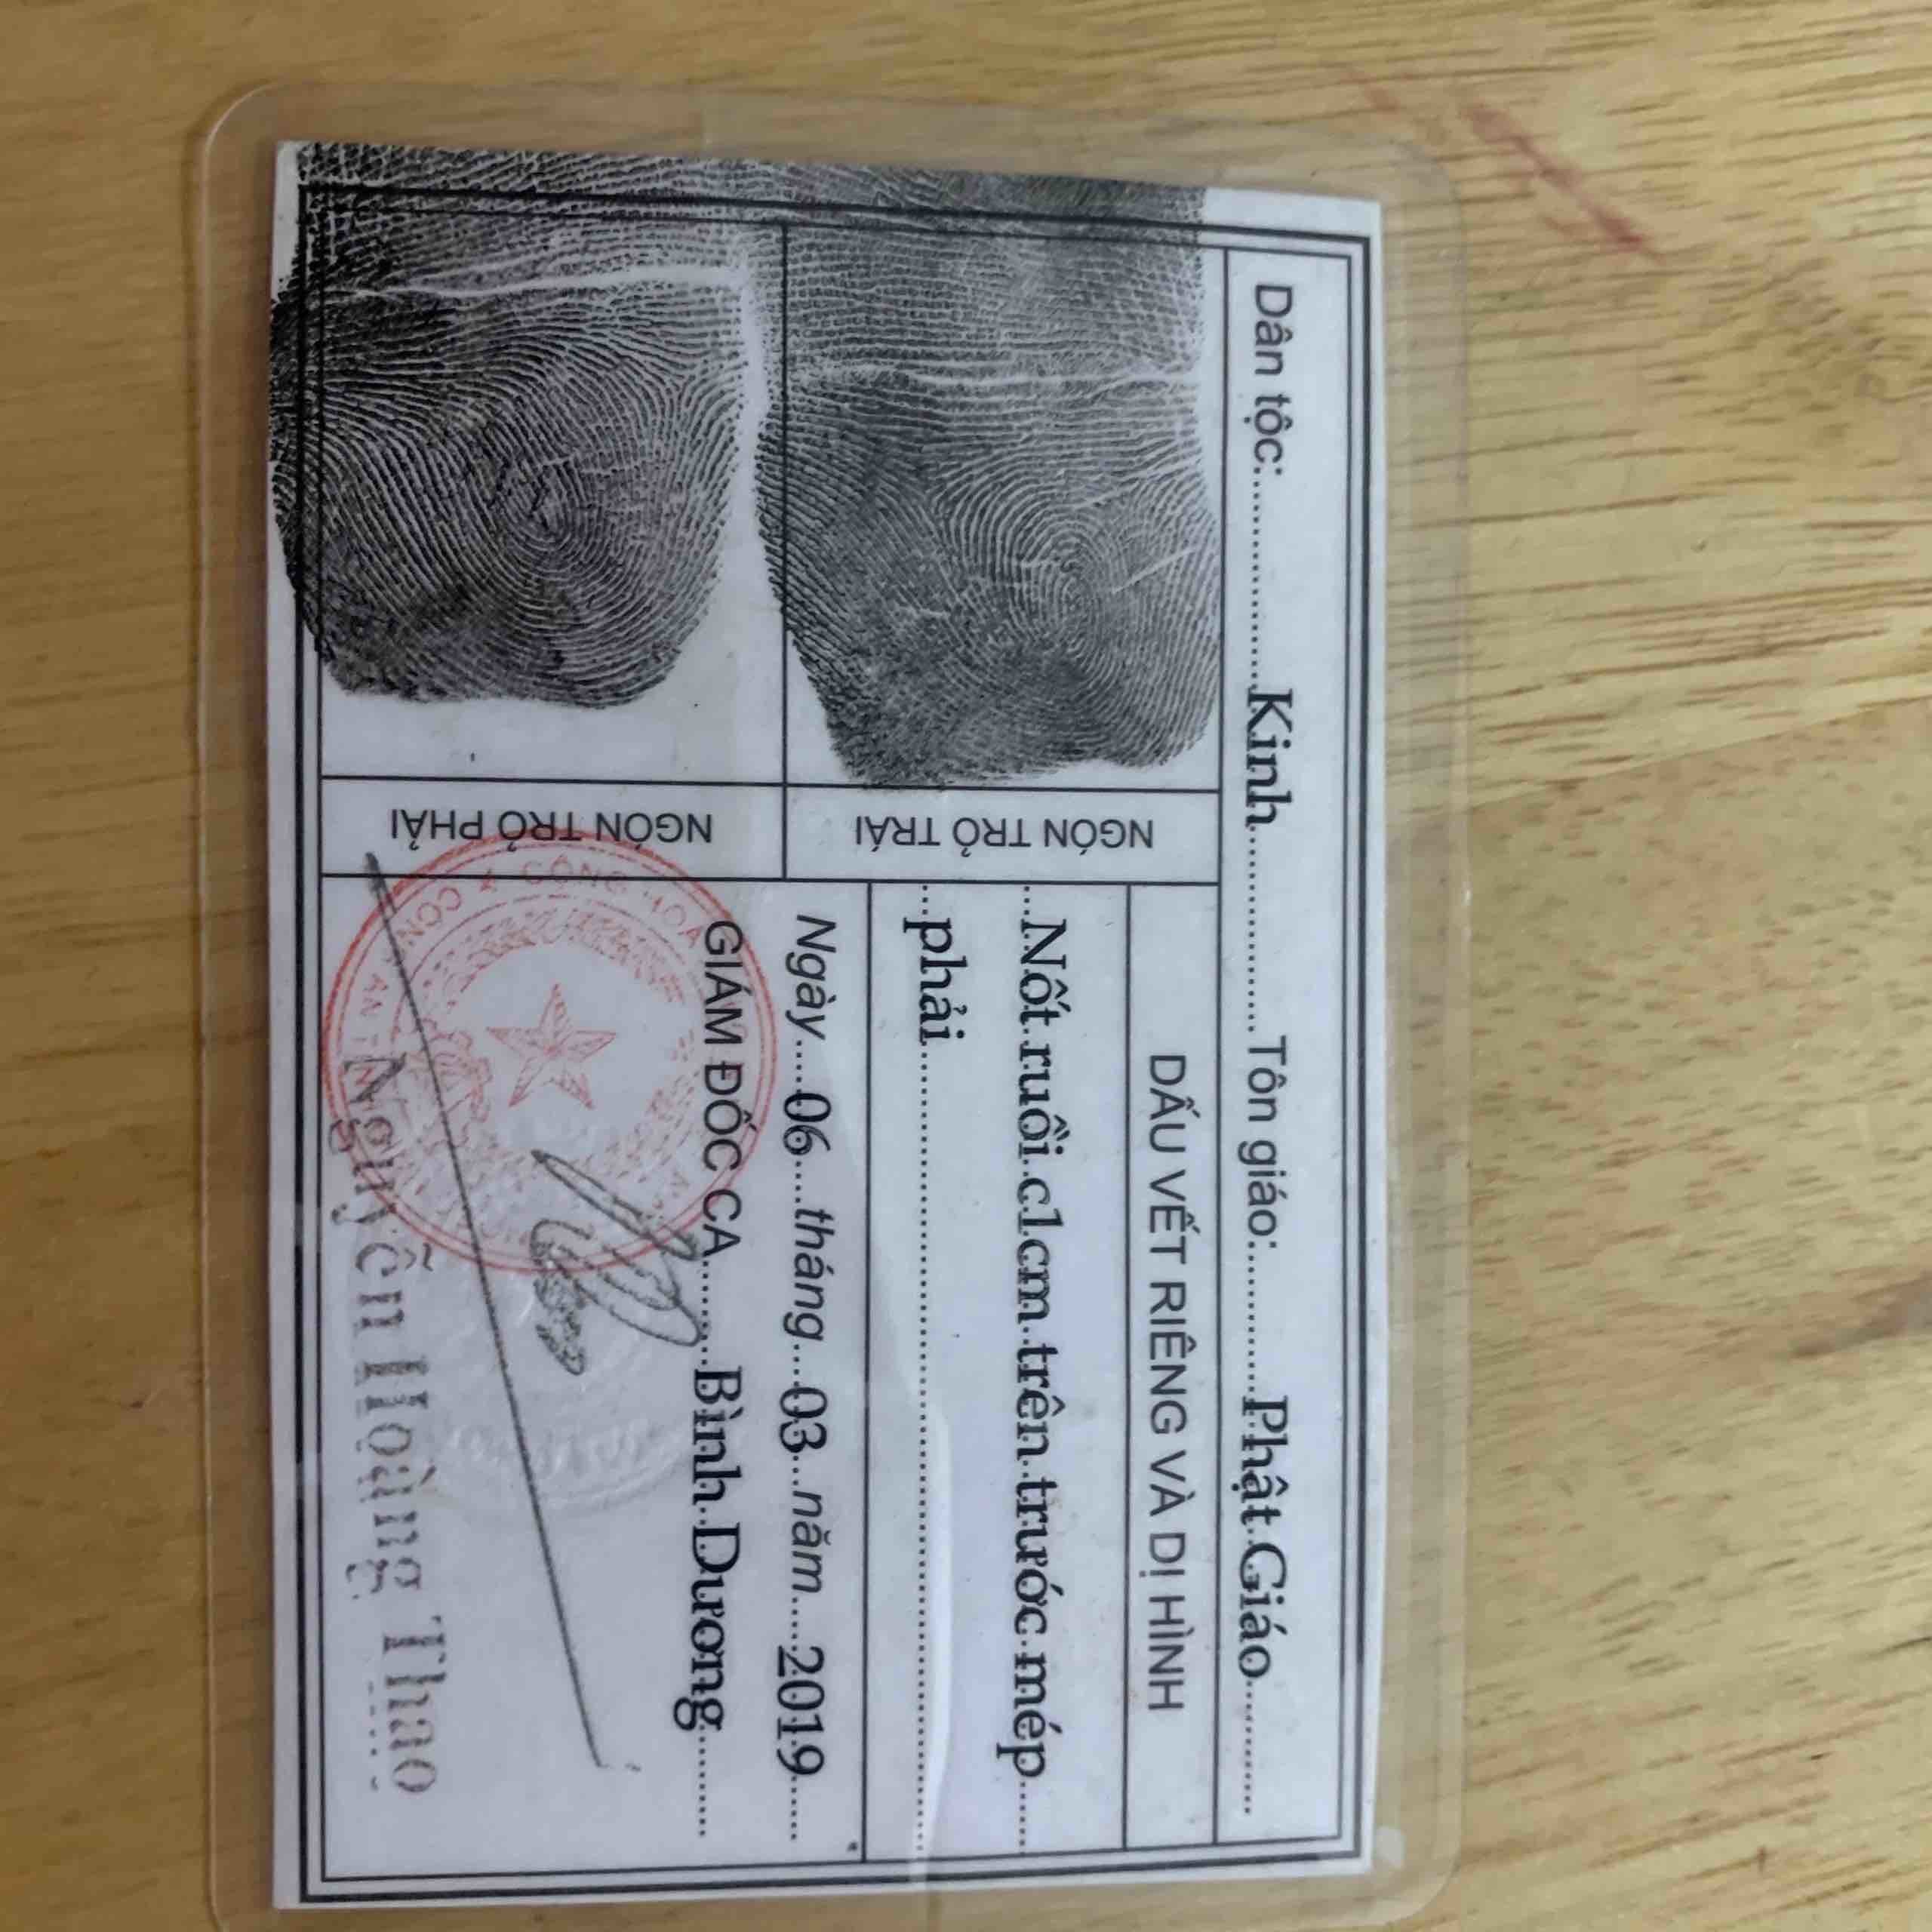 Dân tộc: Kinh Tôn giáo: Phật Giáo
NGÓN TRỎ TRÁI
DẤU VẾT RIÊNG VÀ DỊ HÌNH
Nốt ruồi c1cm trên trước mép
phải
NGÓN TRỎ PHẢI
Ngày 06 tháng 03 năm 2019
GIÁM ĐỐC CA Bình Dương
CỘNG HÒA
Nguyễn Hoàng Thao